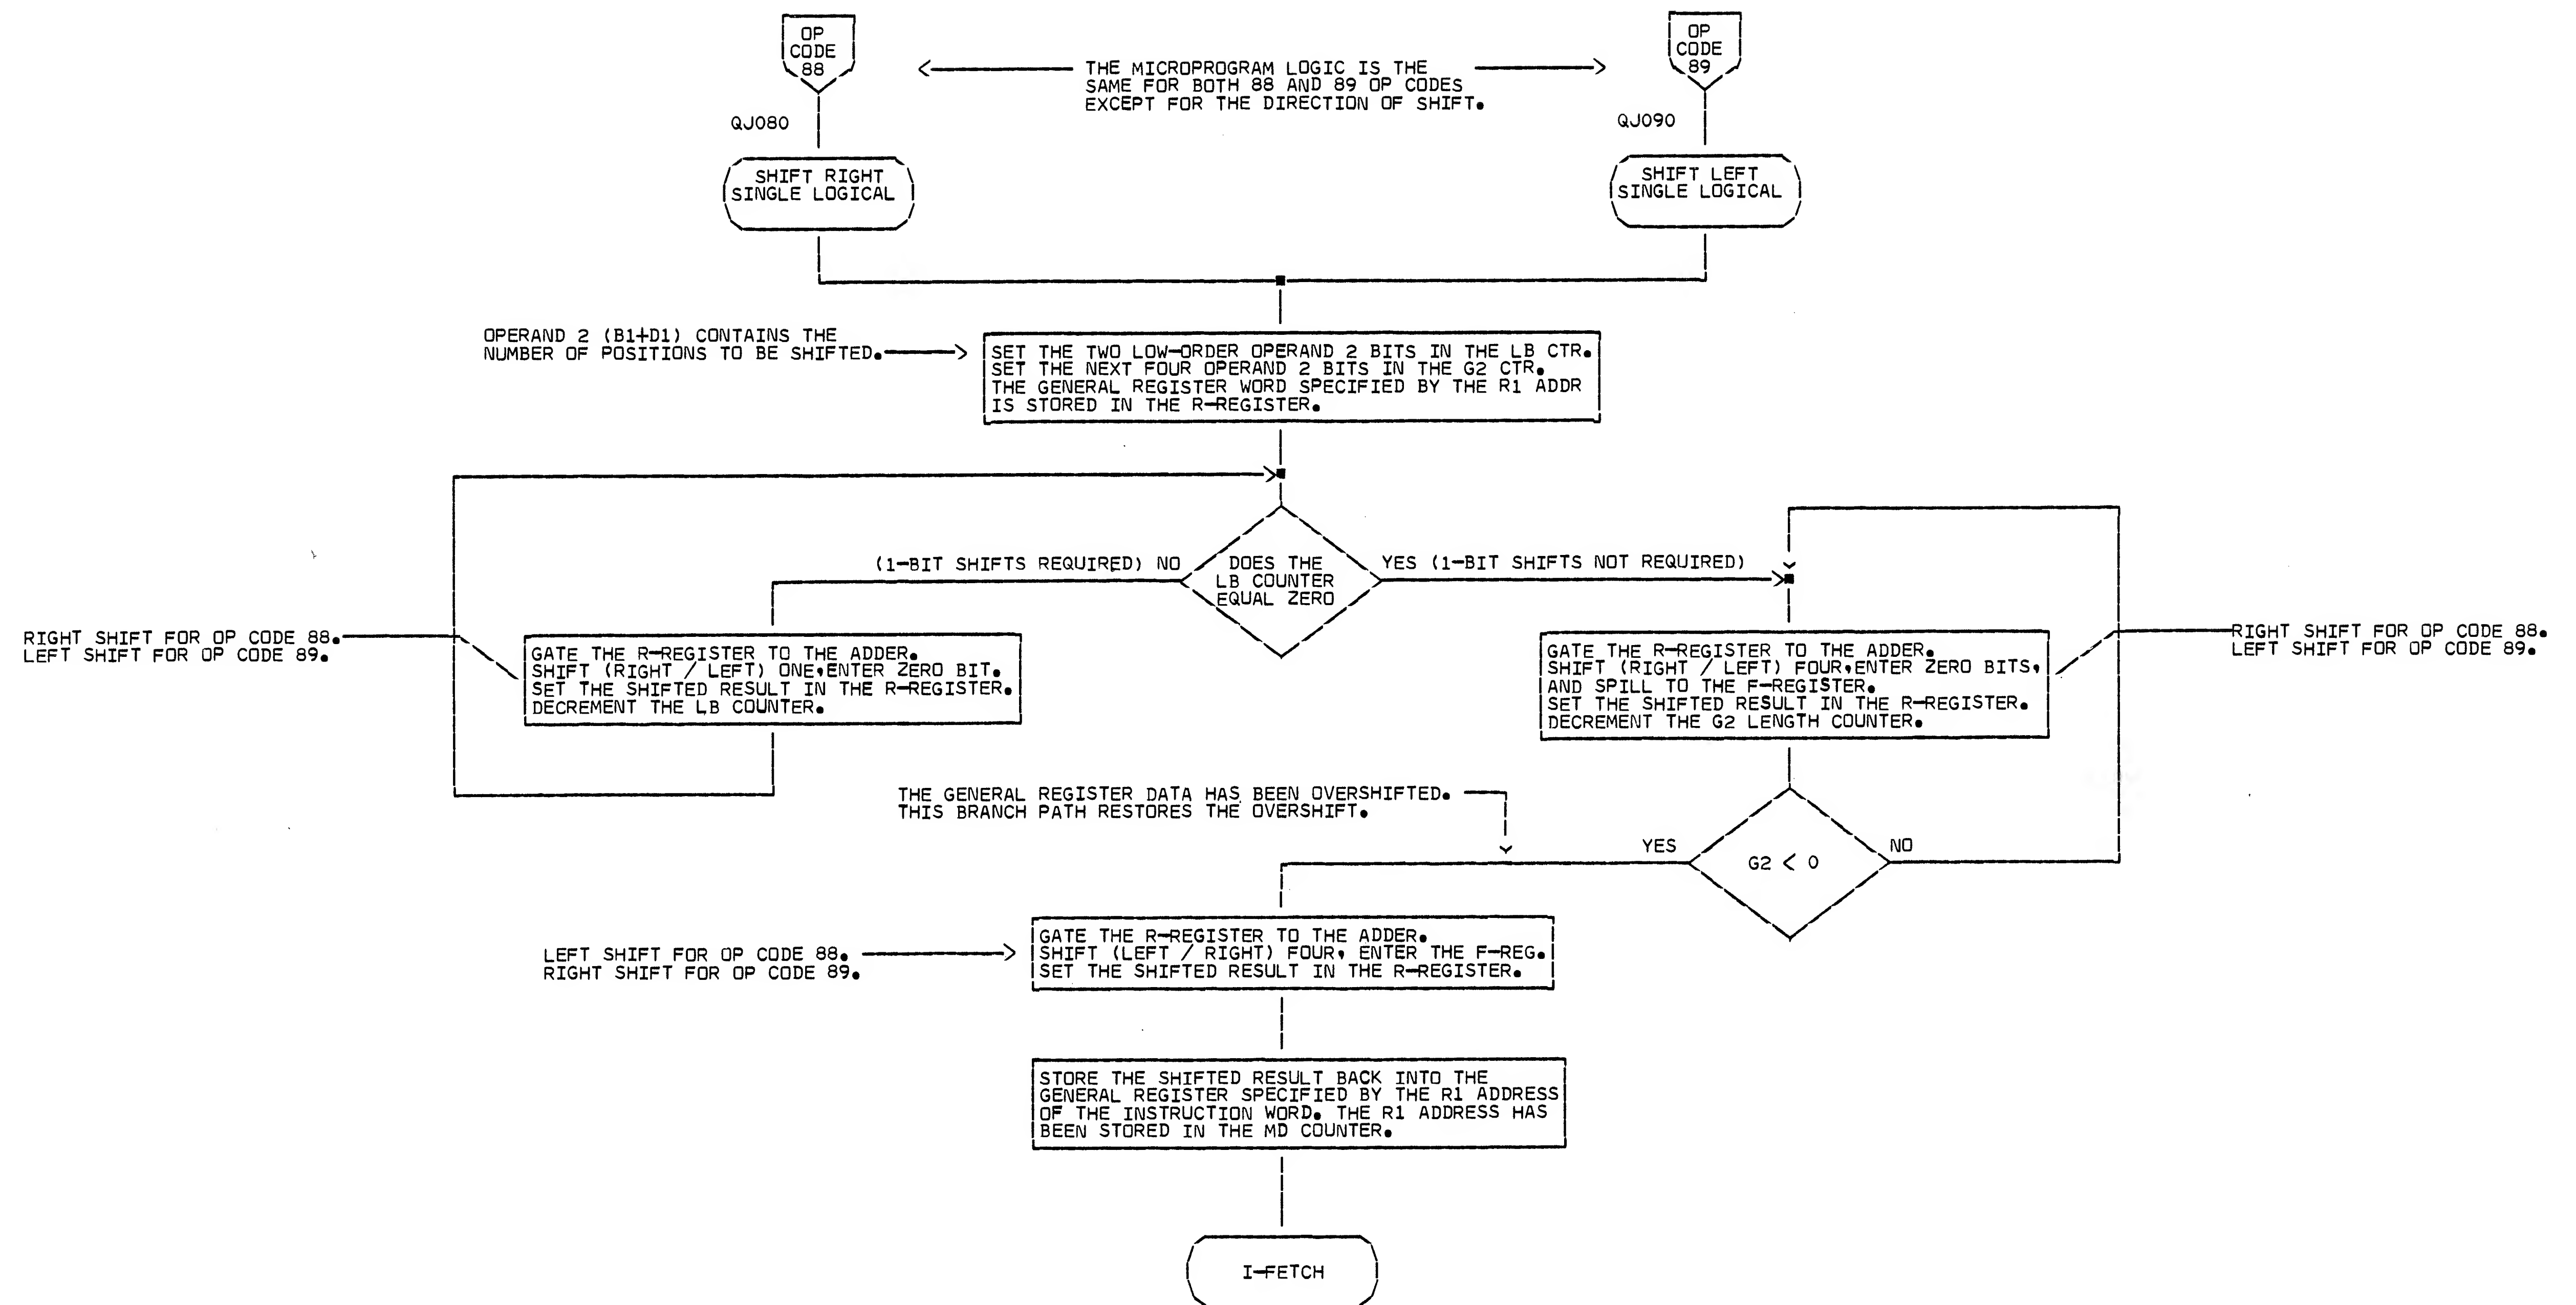 OP
CODE
88
THE MICROPROGRAM LOGIC IS THE
SAME FOR BOTH 88 AND 89 OP CODES
EXCEPT FOR THE DIRECTION OF SHIFT.
OP
CODE
89
QJ080
QJ090
SHIFT RIGHT
SINGLE LOGICAL
SHIFT LEFT
SINGLE LOGICAL
OPERAND 2 (B1+D1) CONTAINS THE
NUMBER OF POSITIONS TO BE SHIFTED.
SET THE TWO LOW-ORDER OPERAND 2 BITS IN THE LB CTR.
SET THE NEXT FOUR OPERAND 2 BITS IN THE G2 CTR.
THE GENERAL REGISTER WORD SPECIFIED BY THE R1 ADDR
IS STORED IN THE R-REGISTER.
(1-BIT SHIFTS REQUIRED) NO
DOES THE
LB COUNTER
EQUAL ZERO
YES (1-BIT SHIFTS NOT REQUIRED)
RIGHT SHIFT FOR OP CODE 88.
LEFT SHIFT FOR OP CODE 89.
GATE THE R-REGISTER TO THE ADDER.
SHIFT (RIGHT / LEFT) ONE,ENTER ZERO BIT.
SET THE SHIFTED RESULT IN THE R-REGISTER.
DECREMENT THE LB COUNTER.
GATE THE R-REGISTER TO THE ADDER.
SHIFT (RIGHT / LEFT) FOUR,ENTER ZERO BITS,
AND SPILL TO THE F-REGISTER.
SET THE SHIFTED RESULT IN THE R-REGISTER.
DECREMENT THE G2 LENGTH COUNTER.
RIGHT SHIFT FOR OP CODE 88.
LEFT SHIFT FOR OP CODE 89.
THE GENERAL REGISTER DATA HAS BEEN OVERSHIFTED.
THIS BRANCH PATH RESTORES THE OVERSHIFT.
YES
G2 < 0
NO
LEFT SHIFT FOR OP CODE 88.
RIGHT SHIFT FOR OP CODE 89.
GATE THE R-REGISTER TO THE ADDER.
SHIFT (LEFT / RIGHT) FOUR, ENTER THE F-REG.
SET THE SHIFTED RESULT IN THE R-REGISTER.
STORE THE SHIFTED RESULT BACK INTO THE
GENERAL REGISTER SPECIFIED BY THE R1 ADDRESS
OF THE INSTRUCTION WORD. THE R1 ADDRESS HAS
BEEN STORED IN THE MD COUNTER.
I-FETCH